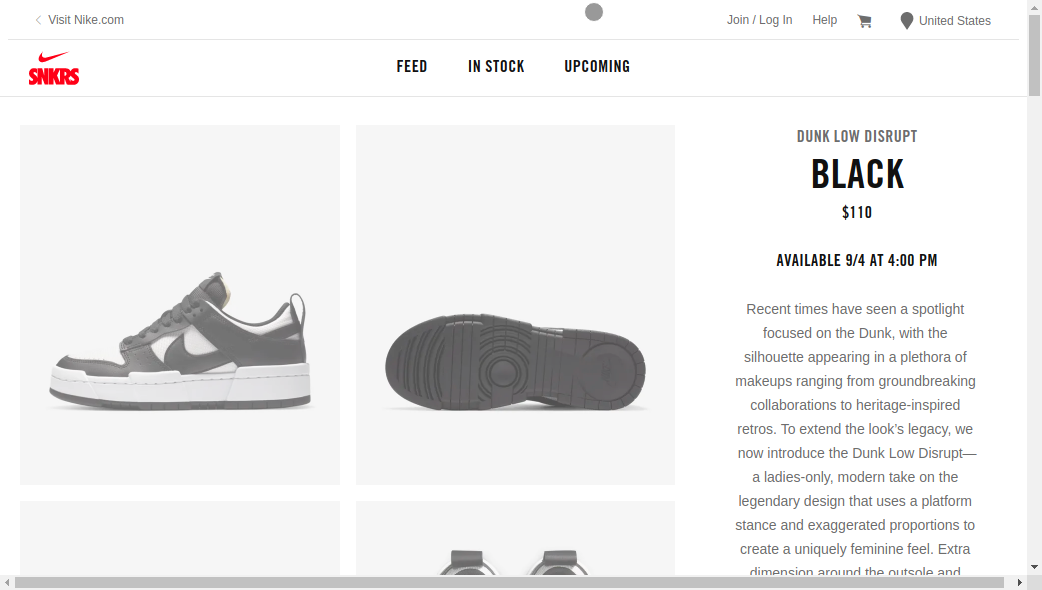 Visit Nike.com
Join / Log In
Help
United States
SNKRS
FEED
IN STOCK
UPCOMING
DUNK LOW DISRUPT
BLACK
$110
AVAILABLE 9/4 AT 4:00 PM
Recent times have seen a spotlight
focused on the Dunk, with the
silhouette appearing in a plethora of
makeups ranging from groundbreaking
collaborations to heritage-inspired
retros. To extend the look’s legacy, we
now introduce the Dunk Low Disrupt—
a ladies-only, modern take on the
legendary design that uses a platform
stance and exaggerated proportions to
create a uniquely feminine feel. Extra
dimension around the outsole and